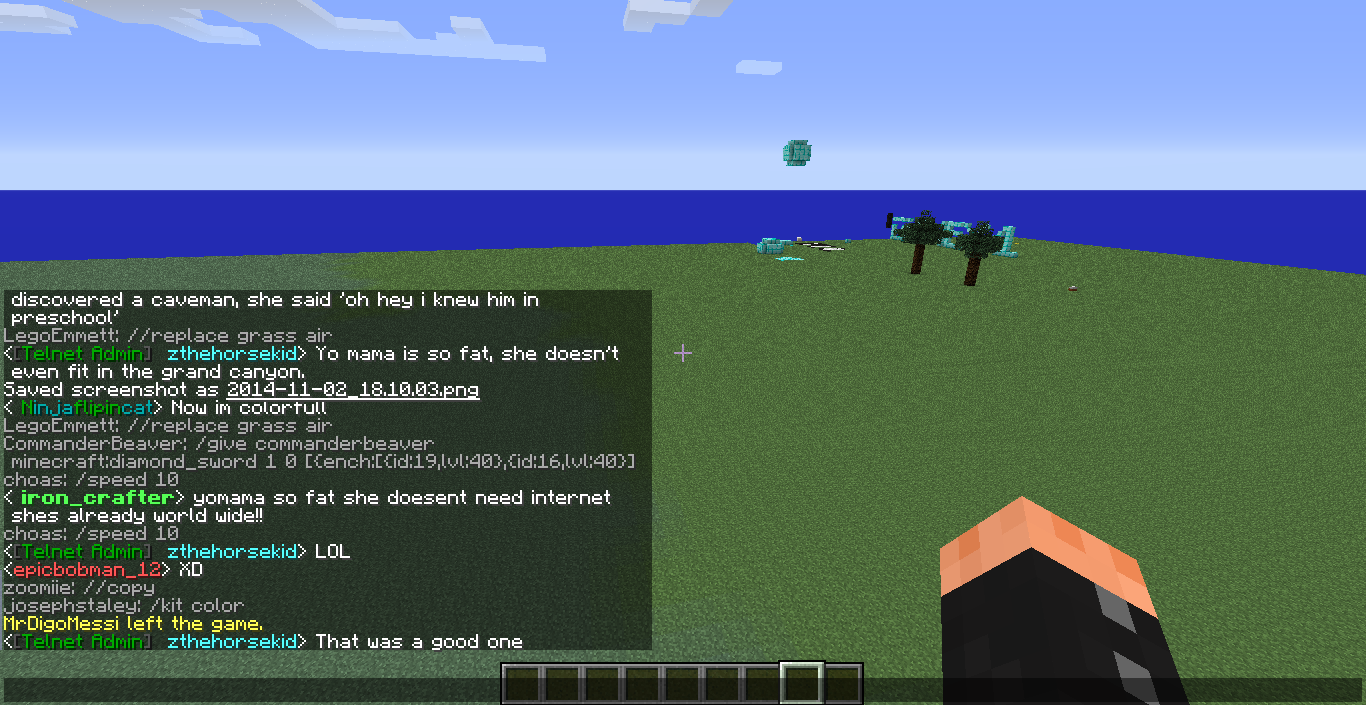 discovered a caveman, she said 'oh hey i knew him in
preschool'
LegoEmmett: //replace grass air
<[Telnet Admin] zthehorsekid> Yo mama is so fat, she doesn't
even fit in the grand canyon.
Saved screenshot as 2014-11-02_18.10.03.png
< Ninjaflipincat> Now im colorfull
LegoEmmett: //replace grass air
CommanderBeaver: /give commanderbeaver
minecraft:diamond_sword 1 0 [{ench:[{id:19,lvl:40},{id:16,lvl:40}]
choas: /speed 10
< iron_crafter> yomama so fat she doesent need internet
shes already world wide!!
choas: /speed 10
<[Telnet Admin] zthehorsekid> LOL
<epicbobman_12> XD
zoomiie: //copy
josephstaley: /kit color
MrDigoMessi left the game.
<[Telnet Admin] zthehorsekid> That was a good one